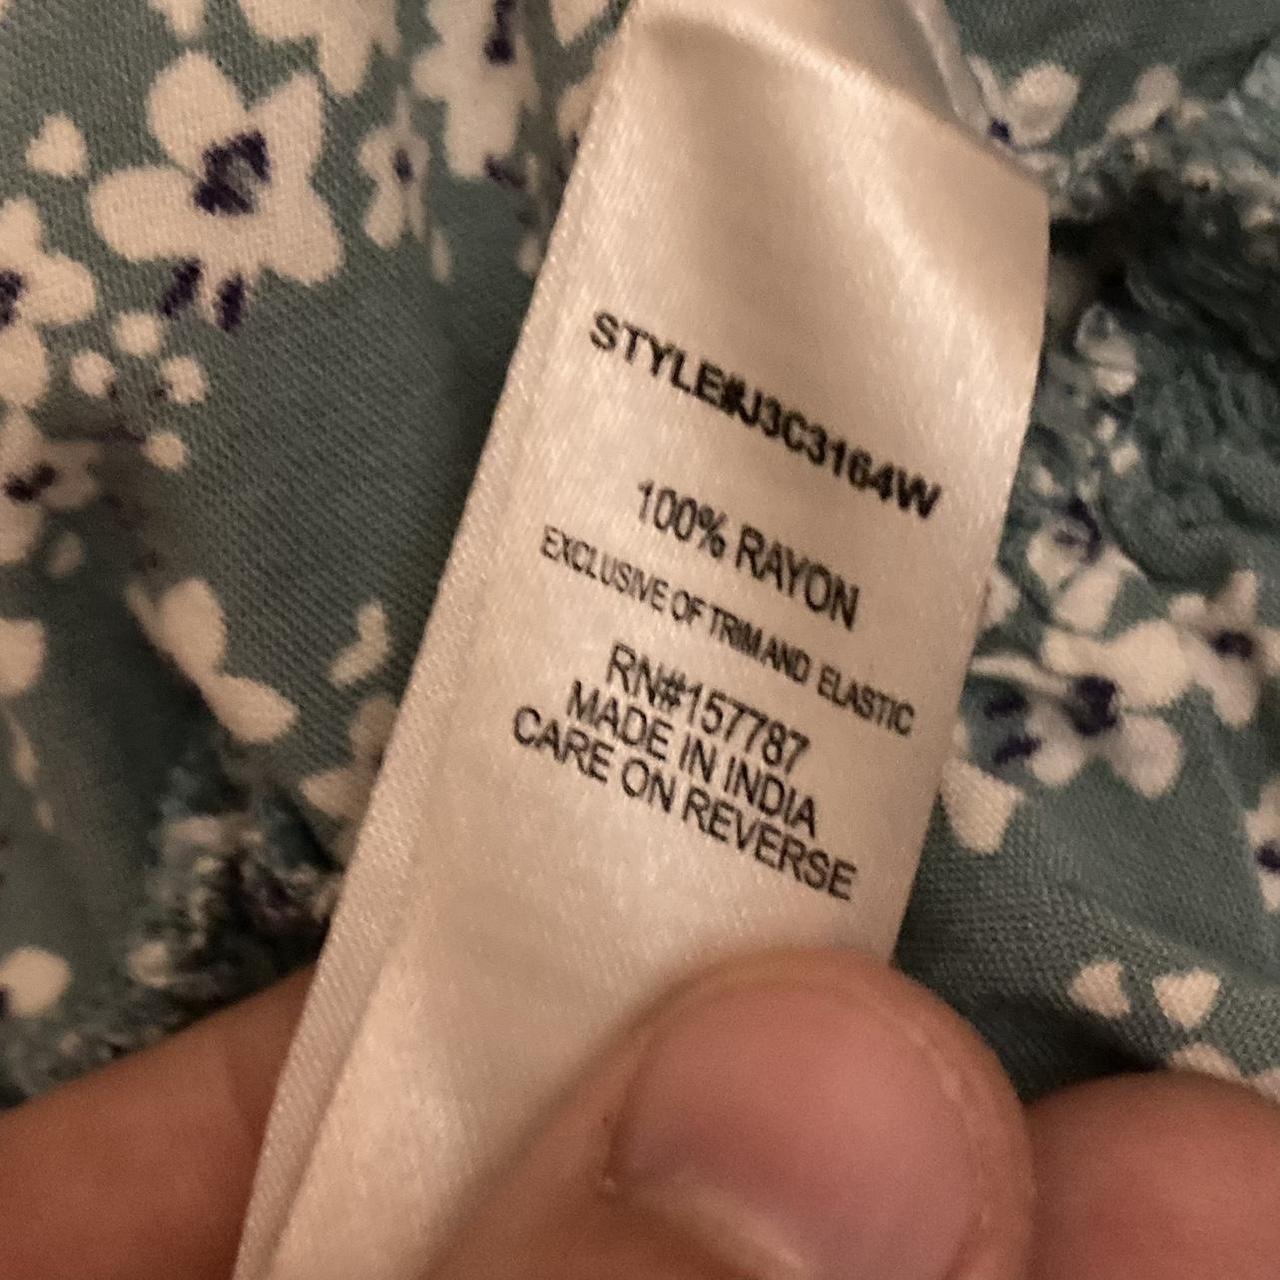 STYLE#J3C3164W
100% RAYON
EXCLUSIVE OF TRIM AND ELASTIC
RN#157787
MADE IN INDIA
CARE ON REVERSE